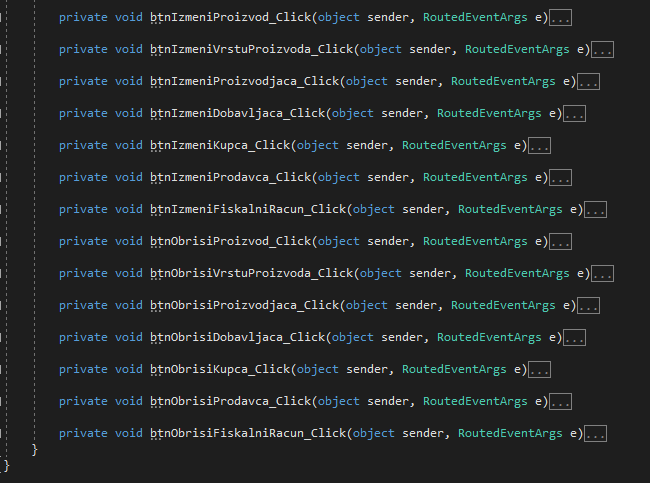 private void btnIzmeniProizvod_Click(object sender, RoutedEventArgs e)...
private void btnIzmeniVrstuProizvoda_Click(object sender, RoutedEventArgs e)...
private void btnIzmeniProizvodjaca_Click(object sender, RoutedEventArgs e)...
private void btnIzmeniDobavljaca_Click(object sender, RoutedEventArgs e)...
private void btnIzmeniKupca_Click(object sender, RoutedEventArgs e)...
private void btnIzmeniProdavca_Click(object sender, RoutedEventArgs e)...
private void btnIzmeniFiskalniRacun_Click(object sender, RoutedEventArgs e)...
private void btnObrisiProizvod_Click(object sender, RoutedEventArgs e)...
private void btnObrisiVrstuProizvoda_Click(object sender, RoutedEventArgs e)...
private void btnObrisiProizvodjaca_Click(object sender, RoutedEventArgs e)...
private void btnObrisiDobavljaca_Click(object sender, RoutedEventArgs e)...
private void btnObrisiKupca_Click(object sender, RoutedEventArgs e)...
private void btnObrisiProdavca_Click(object sender, RoutedEventArgs e)...
private void btnObrisiFiskalniRacun_Click(object sender, RoutedEventArgs e)...
}
}